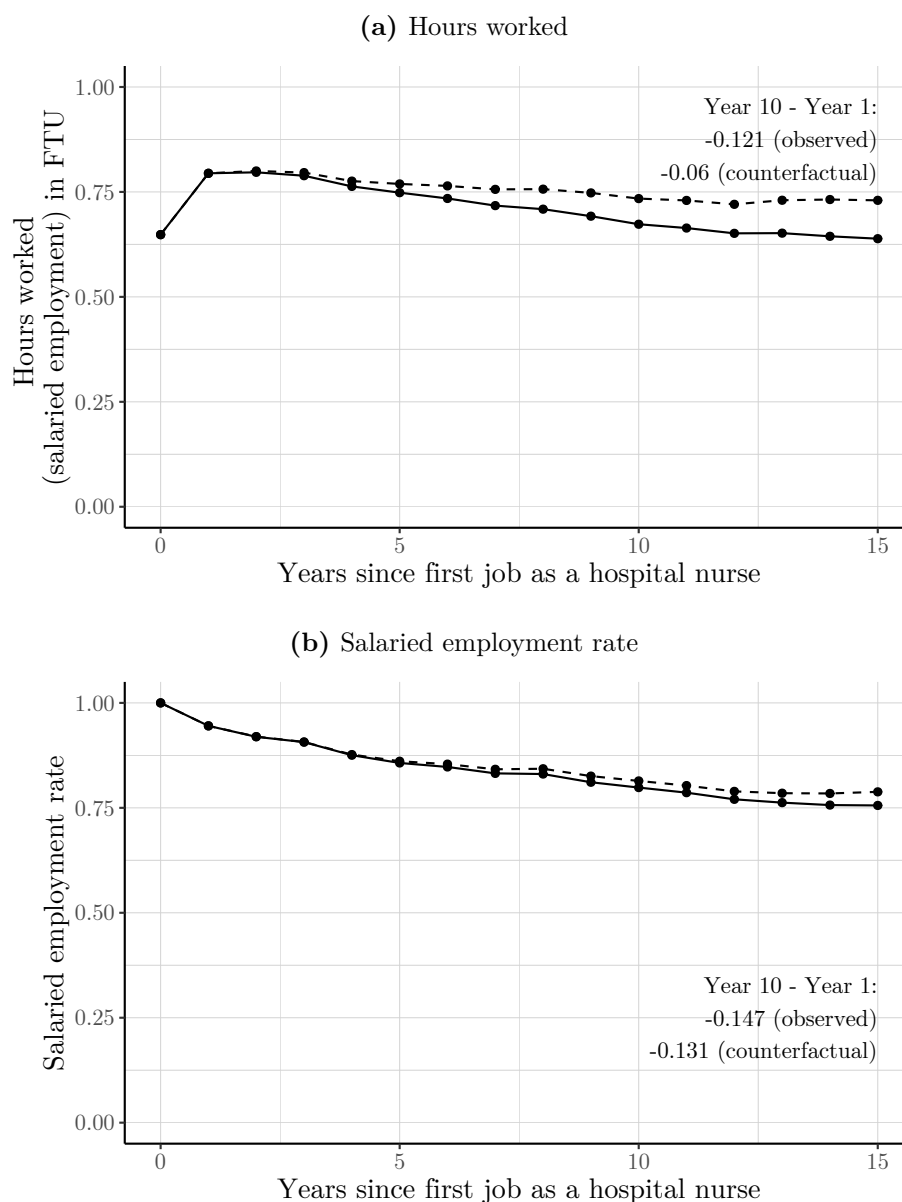 (a) Hours worked
Hours worked
(salaried employment) in FTU
1.00
0.75
0.50
0.25
0.00
Year 10 - Year 1:
-0.121 (observed)
-0.06 (counterfactual)
0 5 10 15
Years since first job as a hospital nurse
(b) Salaried employment rate
Salaried employment rate
1.00
0.75
0.50
0.25
0.00
Year 10 - Year 1:
-0.147 (observed)
-0.131 (counterfactual)
0 5 10 15
Years since first job as a hospital nurse